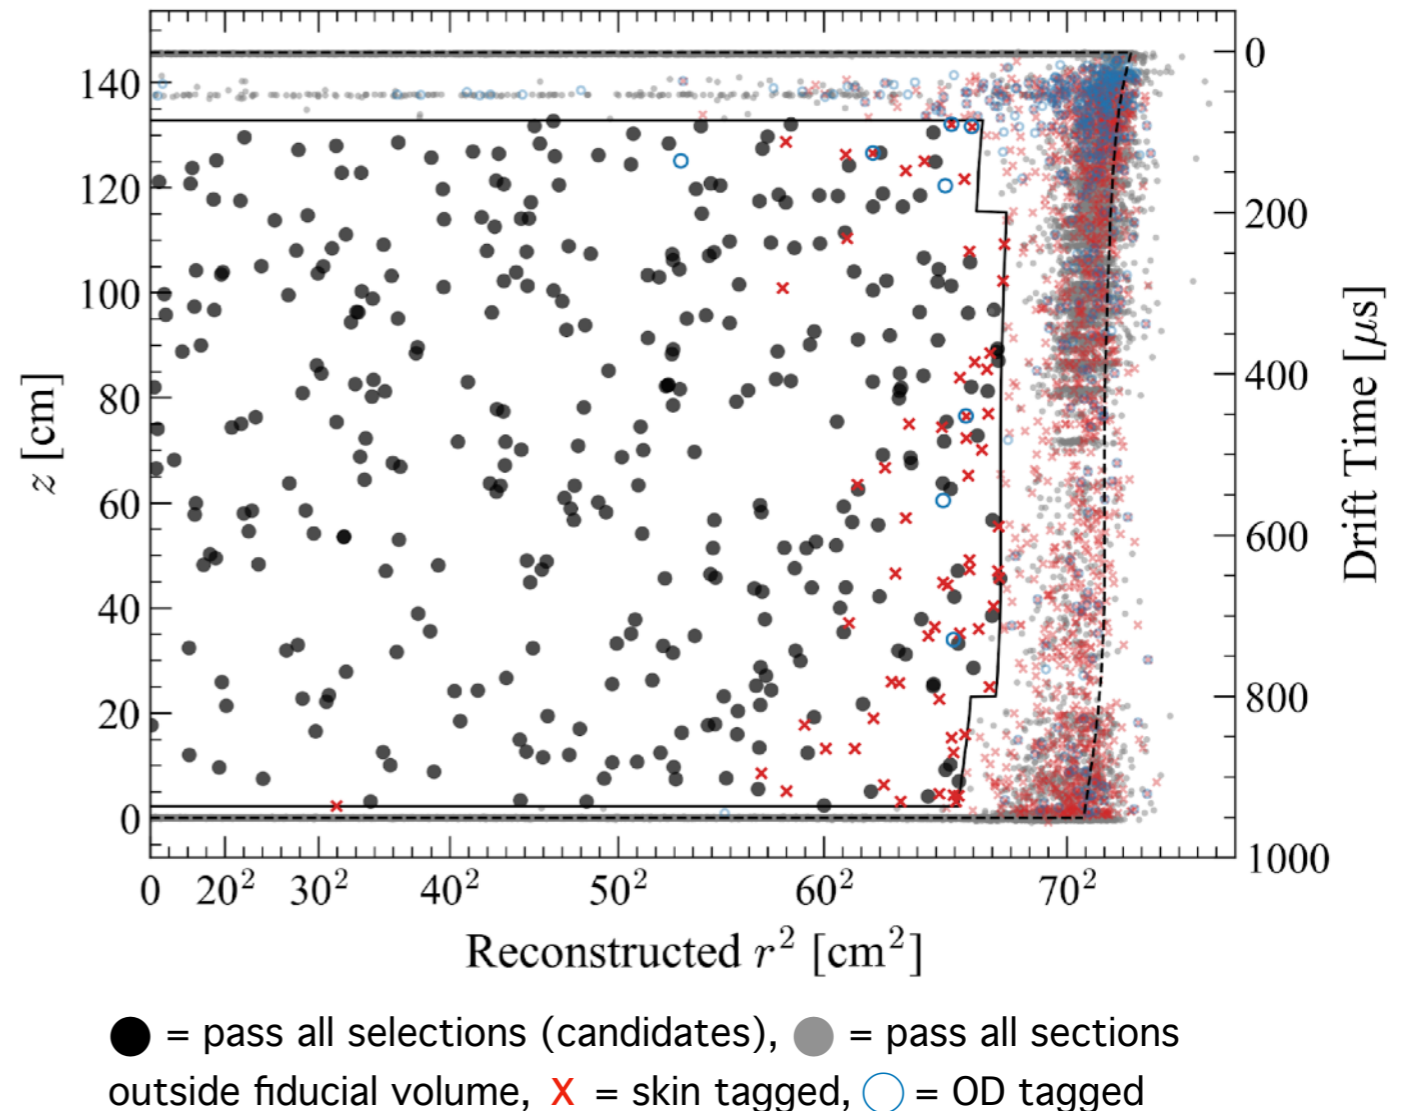 0
140
120
200
100
400
80
z [cm]
Drift Time [μs]
60
600
40
800
20
0
1000
0 20² 30² 40² 50² 60² 70²
Reconstructed r² [cm²]
= pass all selections (candidates), = pass all sections
outside fiducial volume, X = skin tagged, = OD tagged